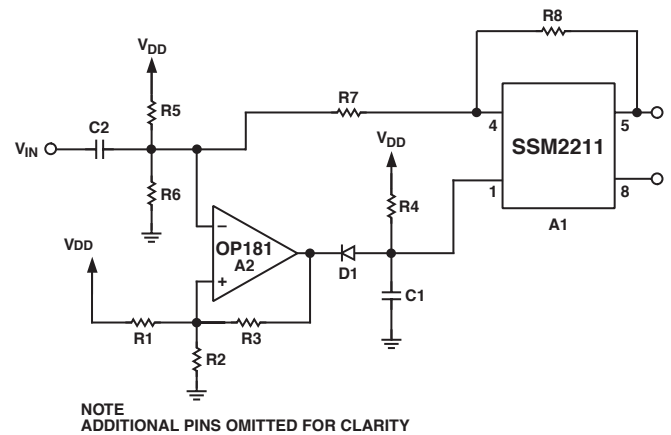 R8
VDD
R7
R5
C2
VDD
4
5
VIN
SSM2211
R6
R4
1
8
VDD
OP181
A2
A1
D1
C1
R1
R3
R2
NOTE
ADDITIONAL PINS OMITTED FOR CLARITY